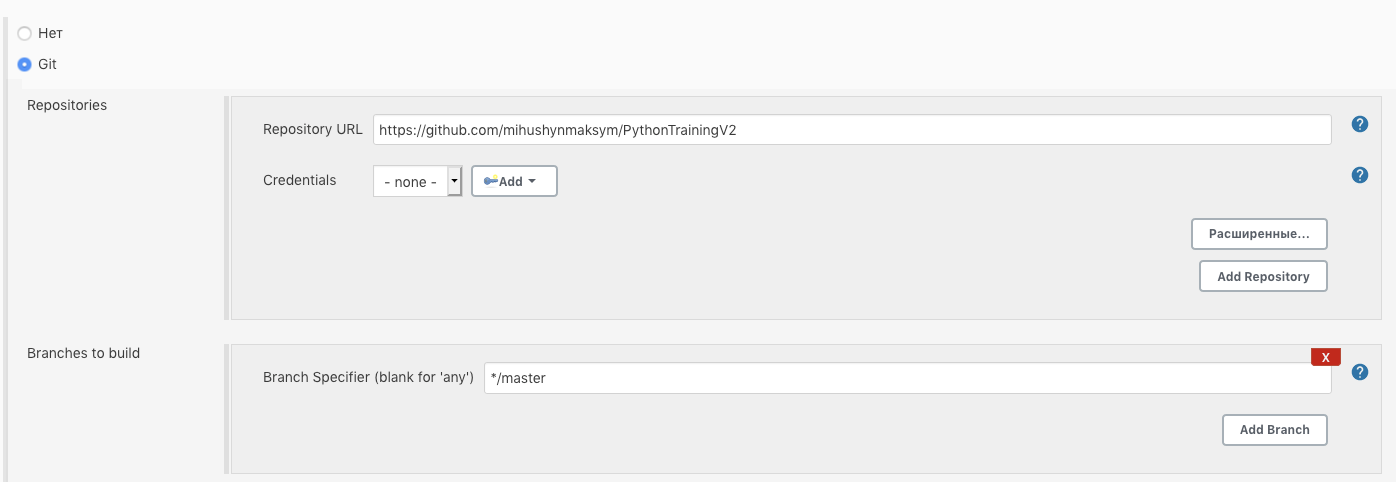 Нет
Git
Repositories
Repository URL https://github.com/mihushynmaksym/PythonTrainingV2 ?
Credentials - none - Add ?
Расширенные...
Add Repository
Branches to build
X
Branch Specifier (blank for 'any') */master ?
Add Branch